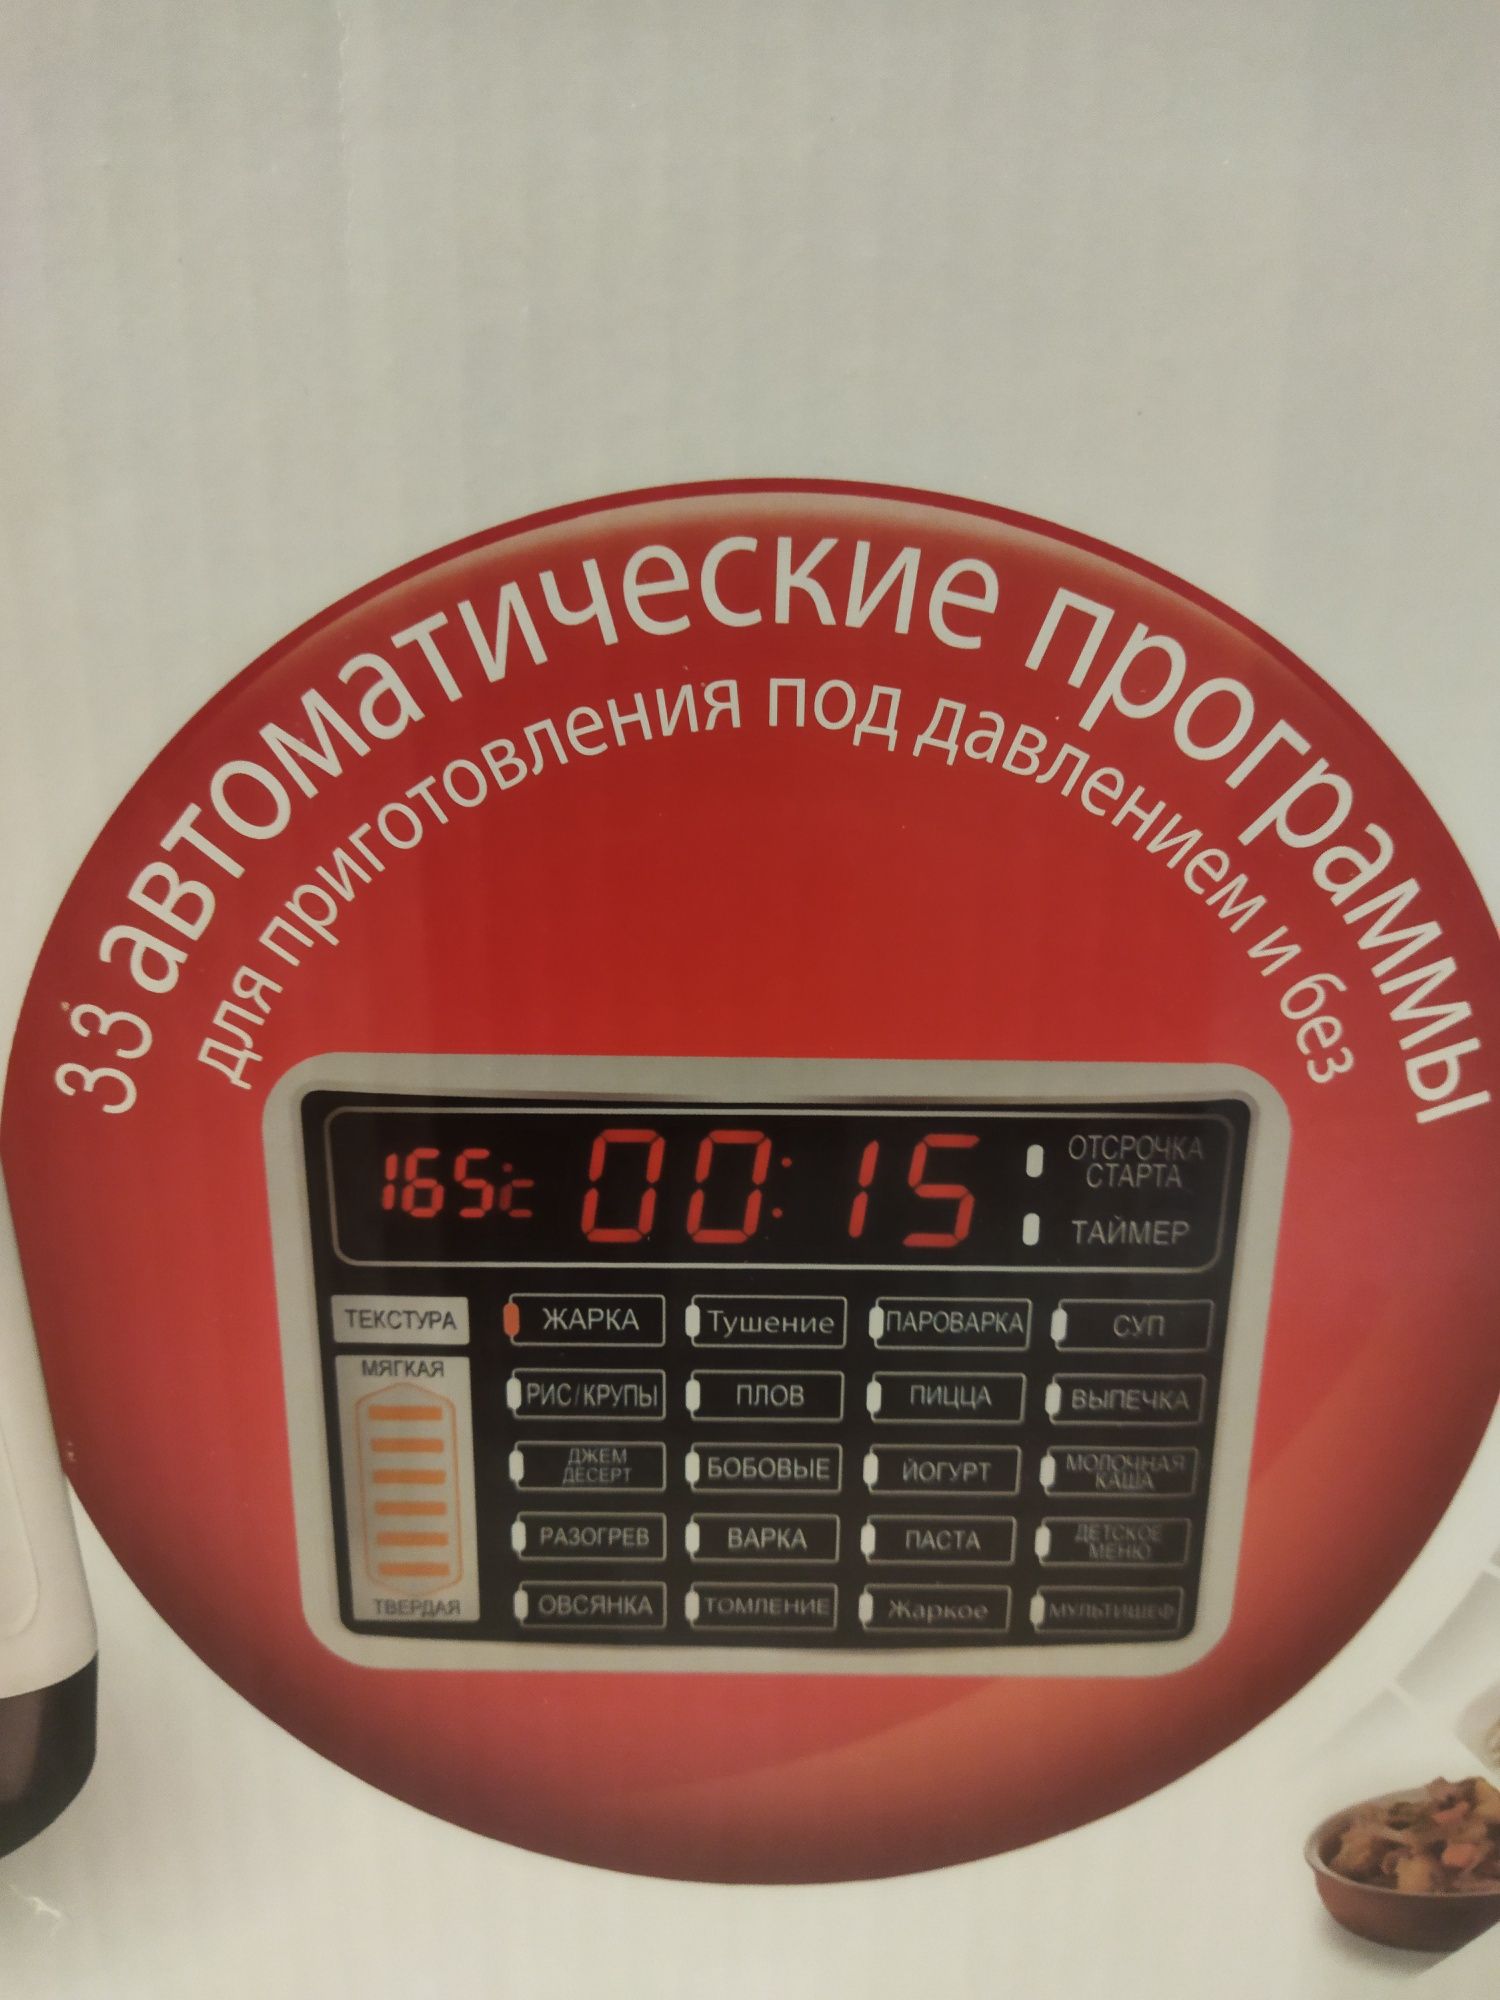 33 автоматические программы
для приготовления под давлением и без
165°C 00:15
ОТСРОЧКА
СТАРТА
ТАЙМЕР
ТЕКСТУРА
МЯГКАЯ
ТВЕРДАЯ
ЖАРКА Тушение ПАРОВАРКА СУП
РИС/КРУПЫ ПЛОВ ПИЦЦА ВЫПЕЧКА
ДЖЕМ
ДЕСЕРТ
БОБОВЫЕ ЙОГУРТ
МОЛОЧНАЯ
КАША
РАЗОГРЕВ ВАРКА ПАСТА
ДЕТСКОЕ
МЕНЮ
ОВСЯНКА ТОМЛЕНИЕ Жаркое МУЛЬТИШЕФ